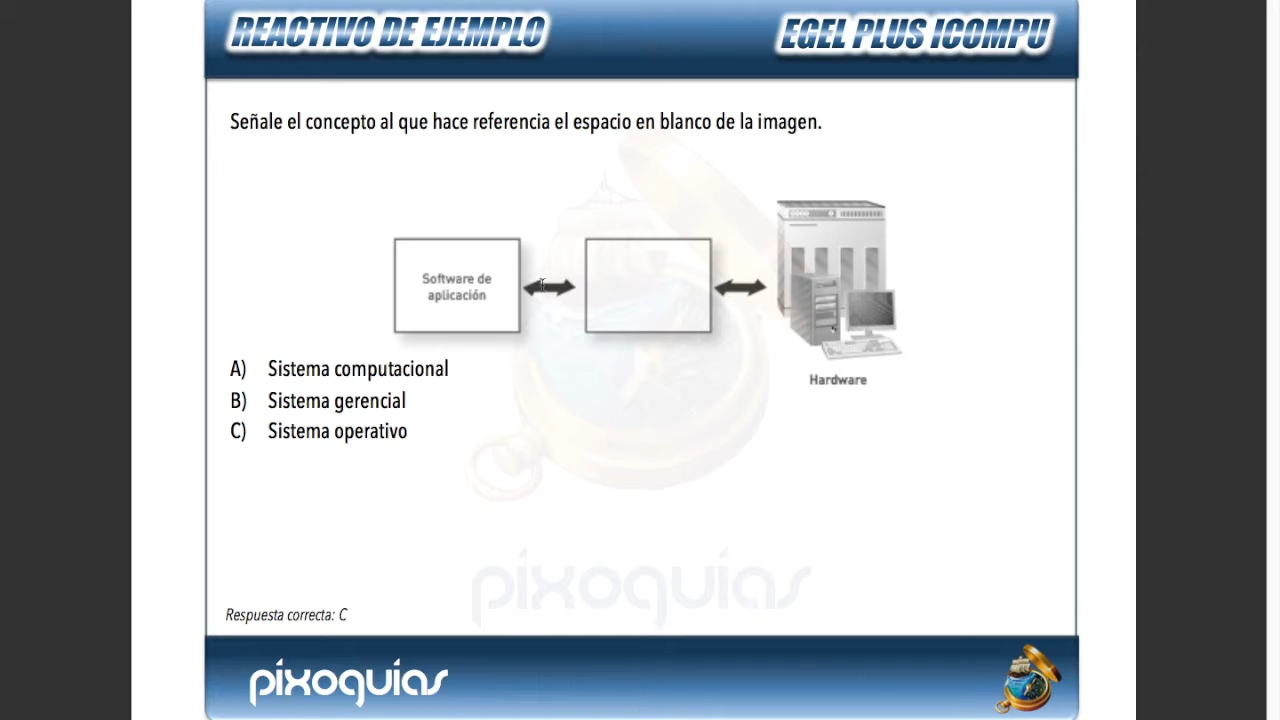 REACTIVO DE EJEMPLO
EGEL PLUS ICOMPU
Señale el concepto al que hace referencia el espacio en blanco de la imagen.
Software de
aplicación
Hardware
A) Sistema computacional
B) Sistema gerencial
C) Sistema operativo
pixoguias
Respuesta correcta: C
pixoguias